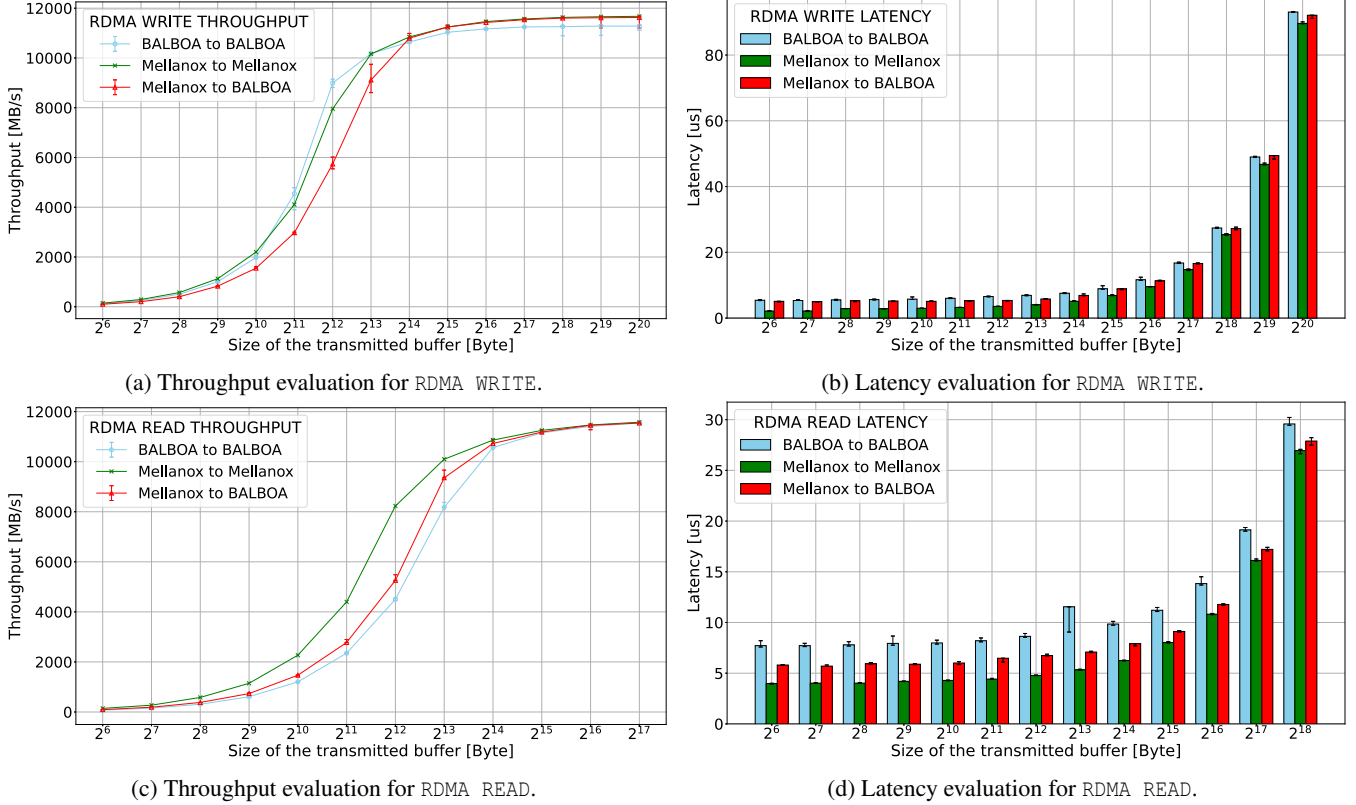 RDMA WRITE THROUGHPUT
BALBOA to BALBOA
Mellanox to Mellanox
Mellanox to BALBOA
Throughput [MB/s]
12000
10000
8000
6000
4000
2000
0
2^6 2^7 2^8 2^9 2^10 2^11 2^12 2^13 2^14 2^15 2^16 2^17 2^18 2^19 2^20
Size of the transmitted buffer [Byte]
(a) Throughput evaluation for RDMA WRITE.
RDMA WRITE LATENCY
BALBOA to BALBOA
Mellanox to Mellanox
Mellanox to BALBOA
Latency [us]
80
60
40
20
0
2^6 2^7 2^8 2^9 2^10 2^11 2^12 2^13 2^14 2^15 2^16 2^17 2^18 2^19 2^20
Size of the transmitted buffer [Byte]
(b) Latency evaluation for RDMA WRITE.
RDMA READ THROUGHPUT
BALBOA to BALBOA
Mellanox to Mellanox
Mellanox to BALBOA
Throughput [MB/s]
12000
10000
8000
6000
4000
2000
0
2^6 2^7 2^8 2^9 2^10 2^11 2^12 2^13 2^14 2^15 2^16 2^17
Size of the transmitted buffer [Byte]
(c) Throughput evaluation for RDMA READ.
RDMA READ LATENCY
BALBOA to BALBOA
Mellanox to Mellanox
Mellanox to BALBOA
Latency [us]
30
25
20
15
10
5
0
2^6 2^7 2^8 2^9 2^10 2^11 2^12 2^13 2^14 2^15 2^16 2^17 2^18
Size of the transmitted buffer [Byte]
(d) Latency evaluation for RDMA READ.